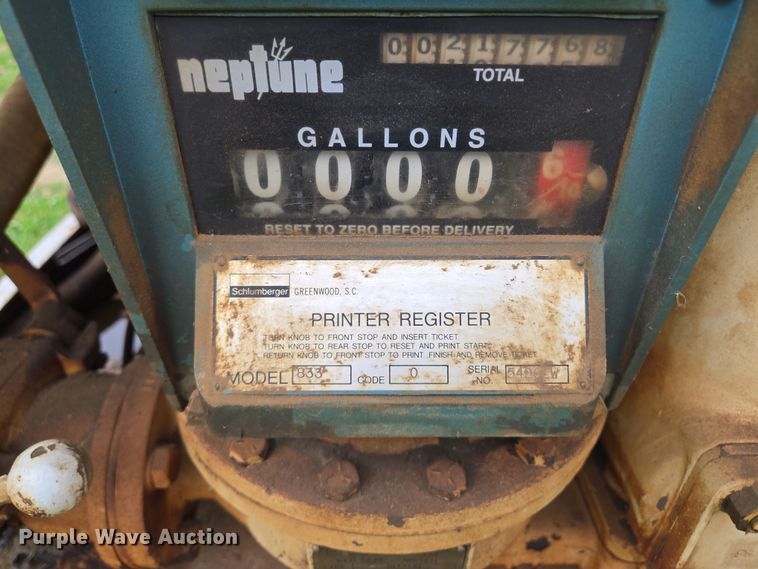 neptune
0021776 8
TOTAL
GALLONS
0 0 0 0 6
RESET TO ZERO BEFORE DELIVERY
Schlumberger GREENWOOD, S.C.
PRINTER REGISTER
TURN KNOB TO FRONT STOP AND INSERT TICKET.
TURN KNOB TO REAR STOP TO RESET AND PRINT START.
RETURN KNOB TO FRONT STOP TO PRINT FINISH AND REMOVE TICKET.
MODEL 833 CODE 0 SERIAL NO.
Purple Wave Auction